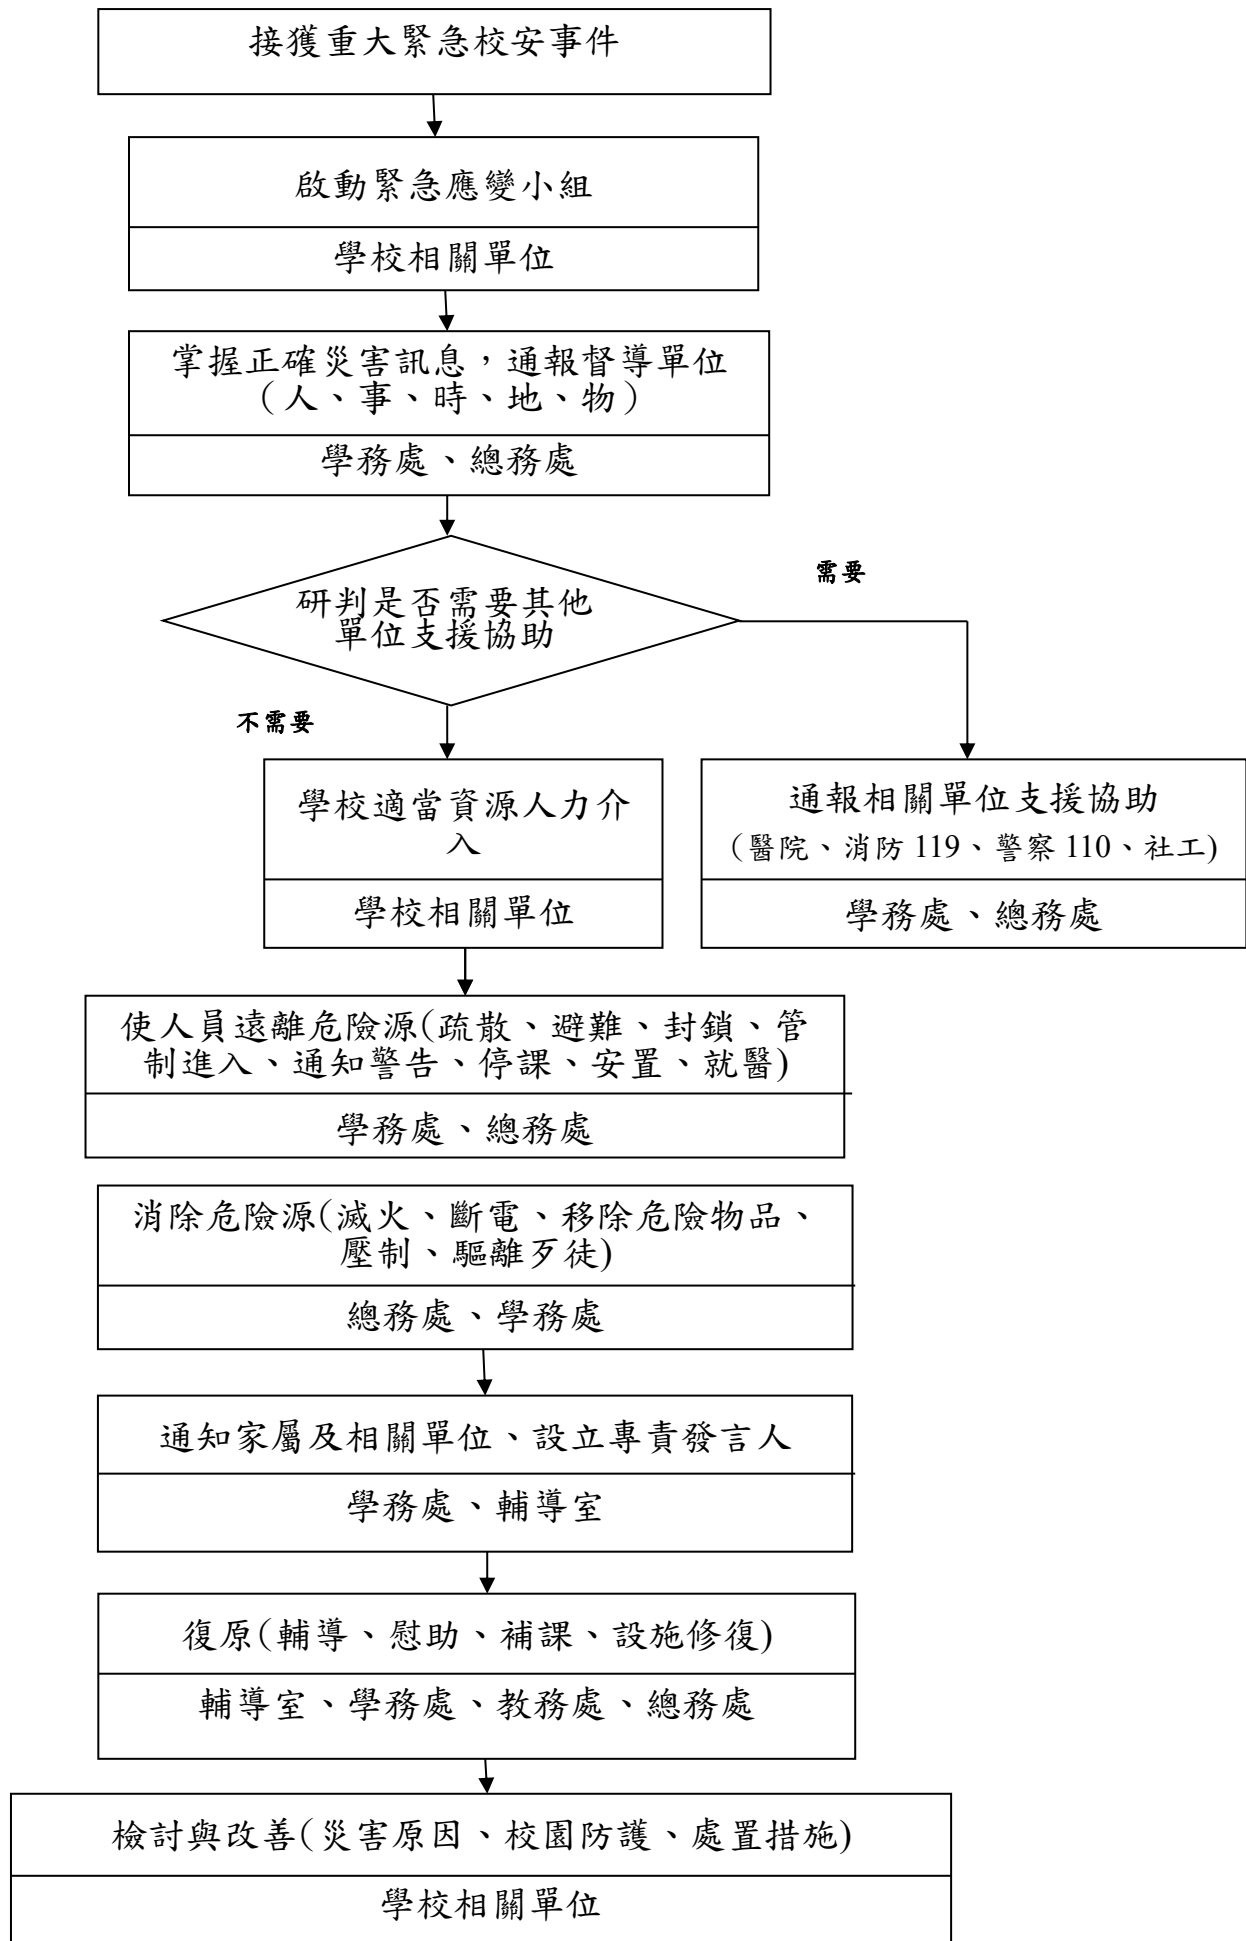 接獲重大緊急校安事件
啟動緊急應變小組
學校相關單位
掌握正確災害訊息，通報督導單位
（人、事、時、地、物）
學務處、總務處
需要
研判是否需要其他
單位支援協助
不需要
學校適當資源人力介
入
學校相關單位
通報相關單位支援協助
（醫院、消防 119、警察 110、社工)
學務處、總務處
使人員遠離危險源(疏散、避難、封鎖、管
制進入、通知警告、停課、安置、就醫)
學務處、總務處
消除危險源(滅火、斷電、移除危險物品、
壓制、驅離歹徒)
總務處、學務處
通知家屬及相關單位、設立專責發言人
學務處、輔導室
復原(輔導、慰助、補課、設施修復)
輔導室、學務處、教務處、總務處
檢討與改善(災害原因、校園防護、處置措施)
學校相關單位